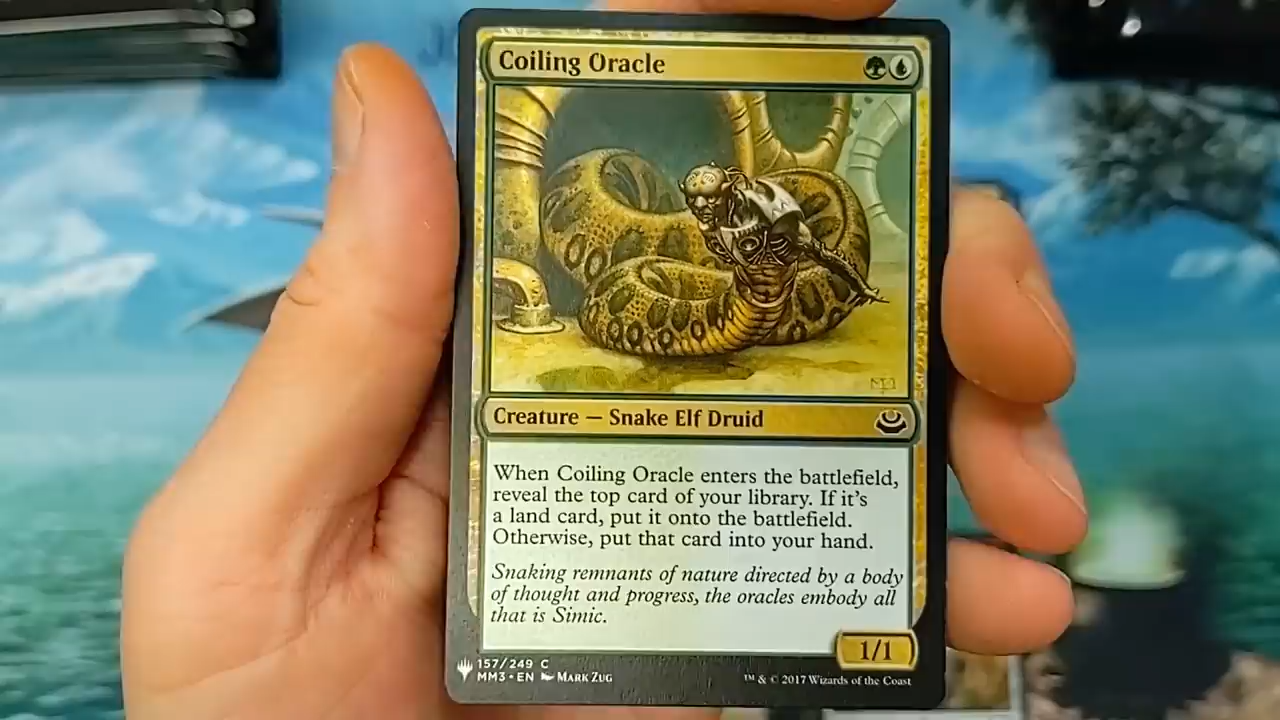 Coiling Oracle
Creature — Snake Elf Druid
When Coiling Oracle enters the battlefield,
reveal the top card of your library. If it's
a land card, put it onto the battlefield.
Otherwise, put that card into your hand.
Snaking remnants of nature directed by a body
of thought and progress, the oracles embody all
that is Simic.
1/1
157/249 C
MM3 • EN MARK ZUG
™ & © 2017 Wizards of the Coast